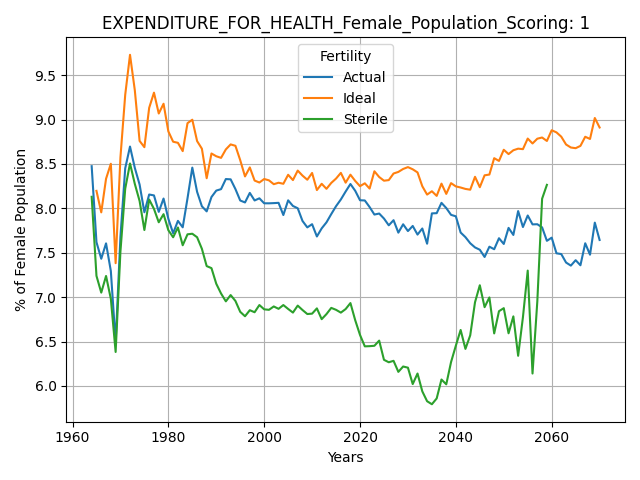 EXPENDITURE_FOR_HEALTH_Female_Population_Scoring: 1
Fertility
Actual
Ideal
Sterile
% of Female Population
9.5
9.0
8.5
8.0
7.5
7.0
6.5
6.0
1960
1980
2000
2020
2040
2060
Years